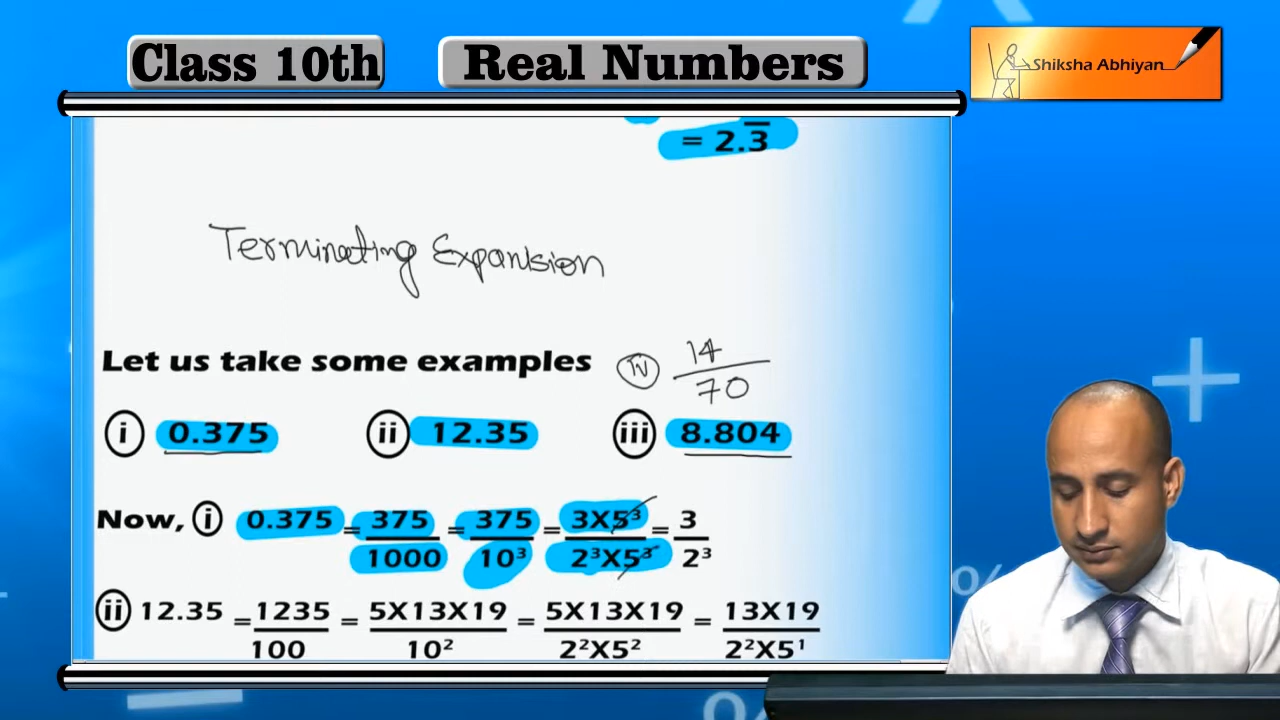 Class 10th Real Numbers
Shiksha Abhiyan
= 2.3̅
Terminating Expansion
Let us take some examples (iv) 14/70
(i) 0.375 (ii) 12.35 (iii) 8.804
Now, (i) 0.375 = 375/1000 = 375/10³ = 3X5³/2³X5³ = 3/2³
(ii) 12.35 = 1235/100 = 5X13X19/10² = 5X13X19/2²X5² = 13X19/2²X5¹